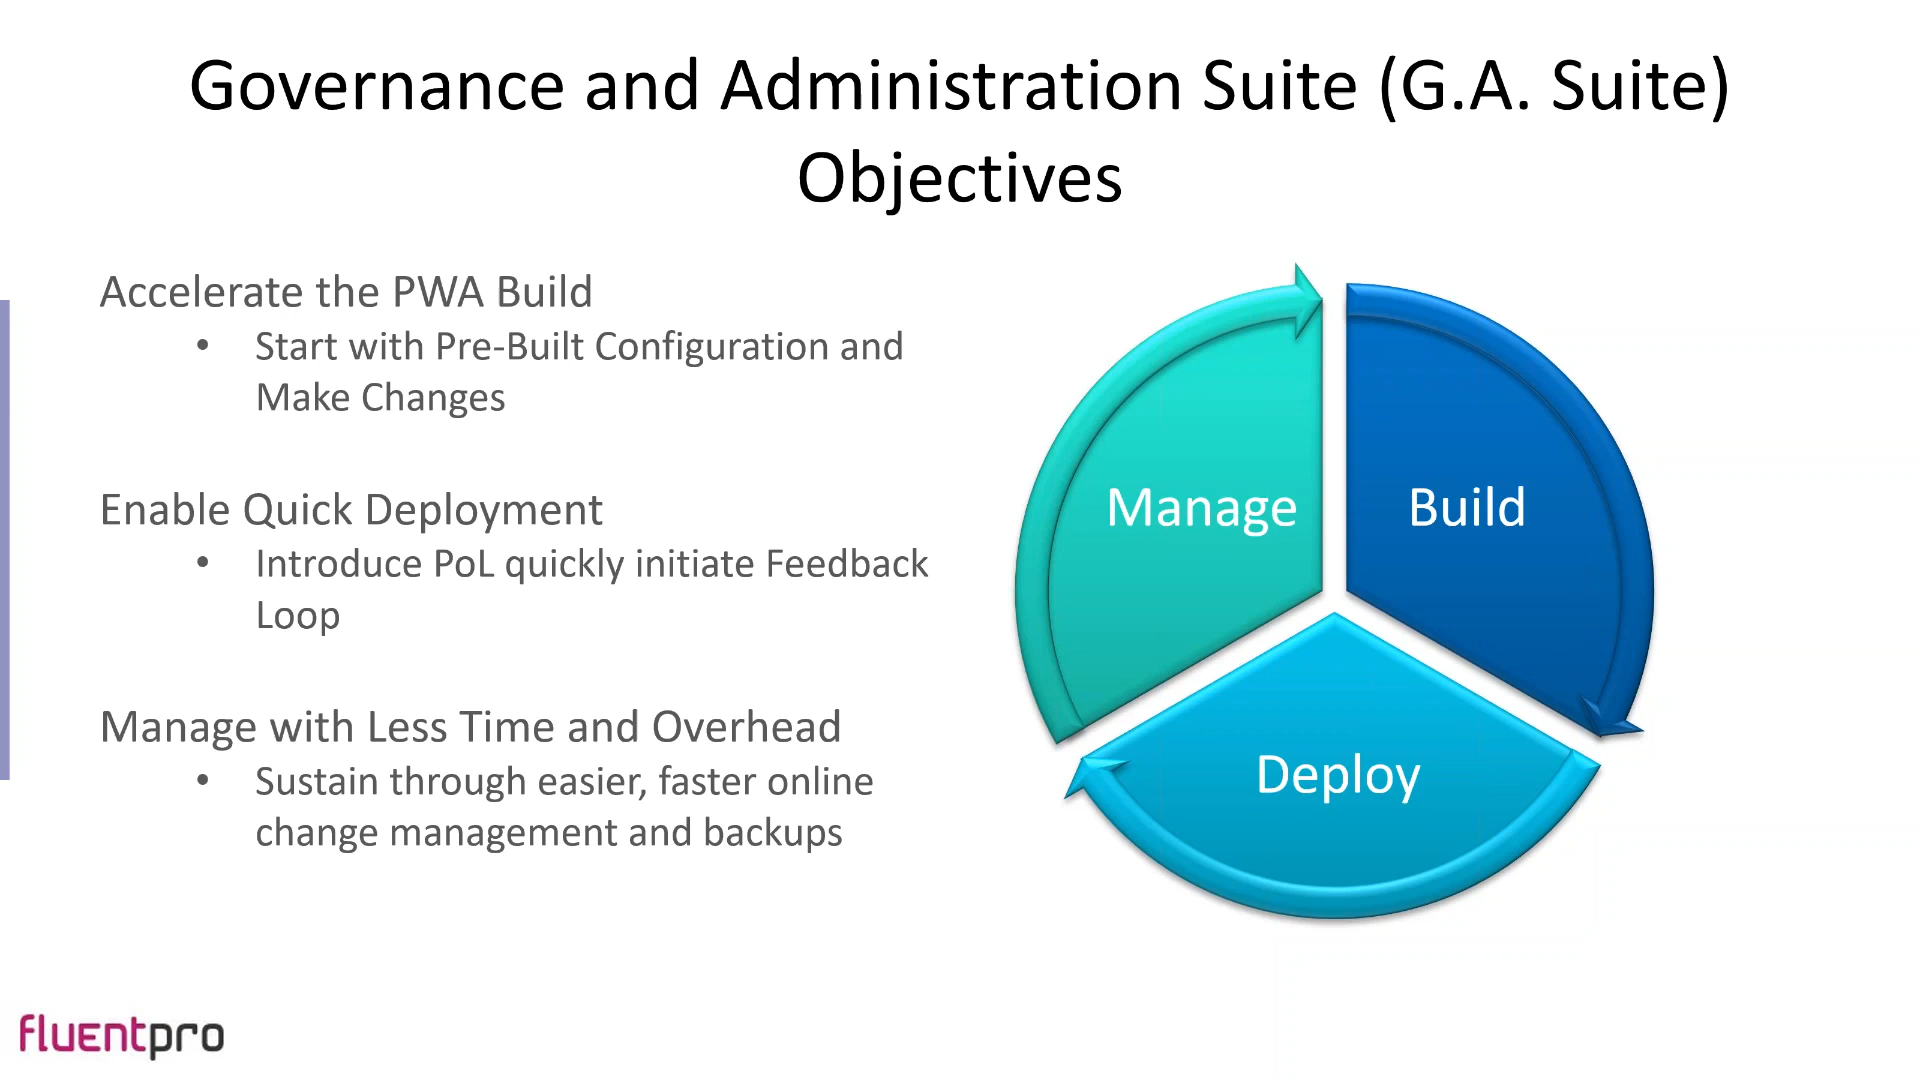 Governance and Administration Suite (G.A. Suite)
Objectives
Accelerate the PWA Build
• Start with Pre-Built Configuration and
Make Changes
Enable Quick Deployment
• Introduce PoL quickly initiate Feedback
Loop
Manage with Less Time and Overhead
• Sustain through easier, faster online
change management and backups
Manage
Build
Deploy
fluentpro